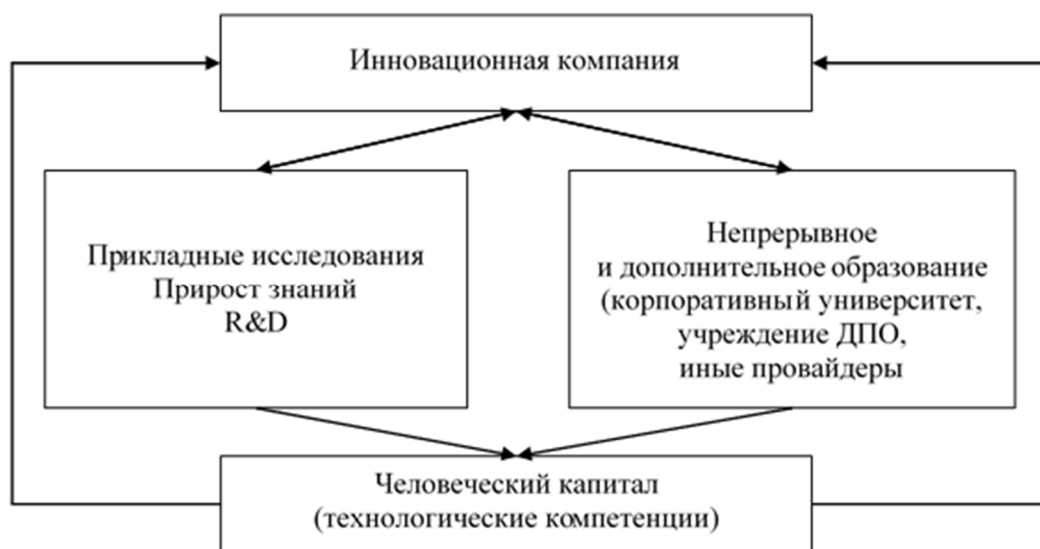 Инновационная компания
Прикладные исследования
Прирост знаний
R&D
Непрерывное
и дополнительное образование
(корпоративный университет,
учреждение ДПО,
иные провайдеры
Человеческий капитал
(технологические компетенции)